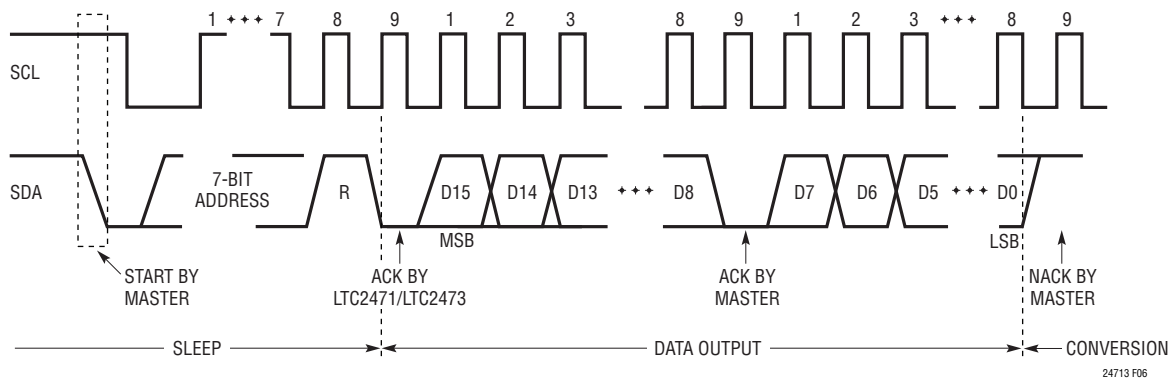 1 ✦✦✦ 7 8 9 1 2 3 8 9 1 2 3 ✦✦✦ 8 9
SCL
SDA
7-BIT
ADDRESS
R D15 D14 D13 ✦✦✦ D8 D7 D6 D5 ✦✦✦ D0
MSB
LSB
START BY
MASTER
ACK BY
LTC2471/LTC2473
ACK BY
MASTER
NACK BY
MASTER
SLEEP DATA OUTPUT CONVERSION
24713 F06